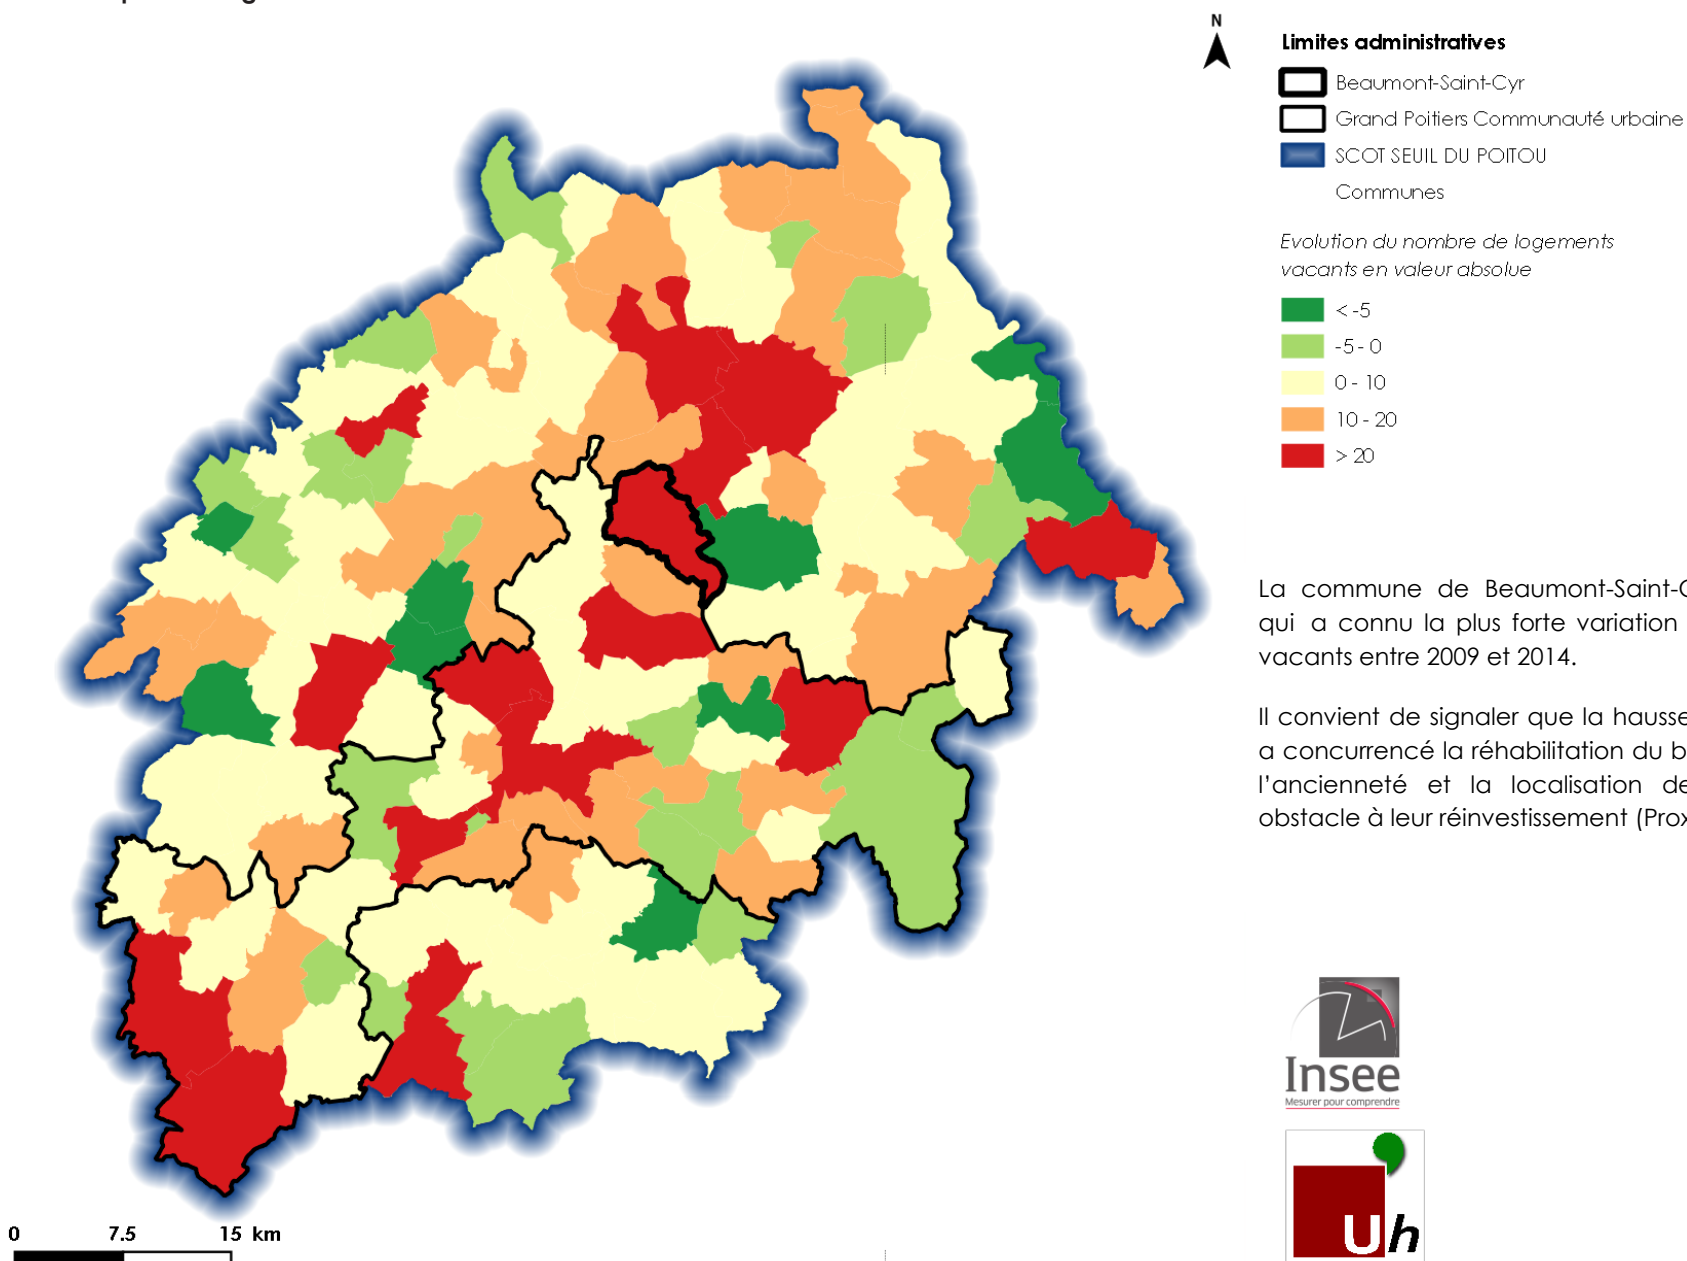 N
Limites administratives
Beaumont-Saint-Cyr
Grand Poitiers Communauté urbaine
SCOT SEUIL DU POITOU
Communes
Evolution du nombre de logements
vacants en valeur absolue
< -5
-5 - 0
0 - 10
10 - 20
> 20
La commune de Beaumont-Saint-C
qui a connu la plus forte variation
vacants entre 2009 et 2014.
Il convient de signaler que la hausse
a concurrencé la réhabilitation du b
l'ancienneté et la localisation de
obstacle à leur réinvestissement (Prox
Insee
Mesurer pour comprendre
Uh
0 7.5 15 km